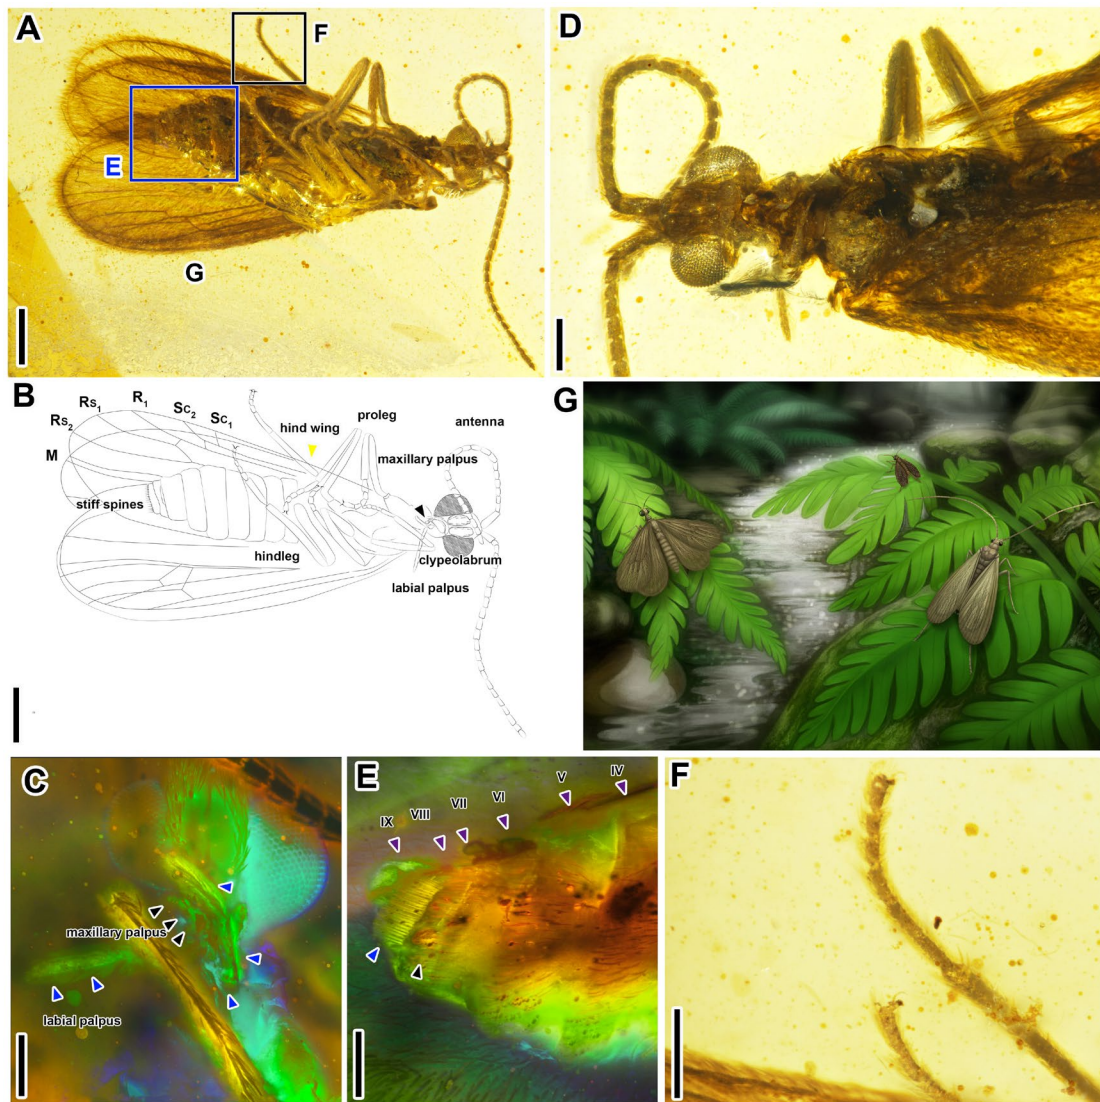 A
F
E
G
D
B
M
Rs2
Rs1
R1
Sc2
Sc1
hind wing
proleg
antenna
maxillary palpus
stiff spines
hindleg
clypeolabrum
labial palpus
G
C
maxillary palpus
labial palpus
E
IX
VIII
VII
VI
V
IV
F